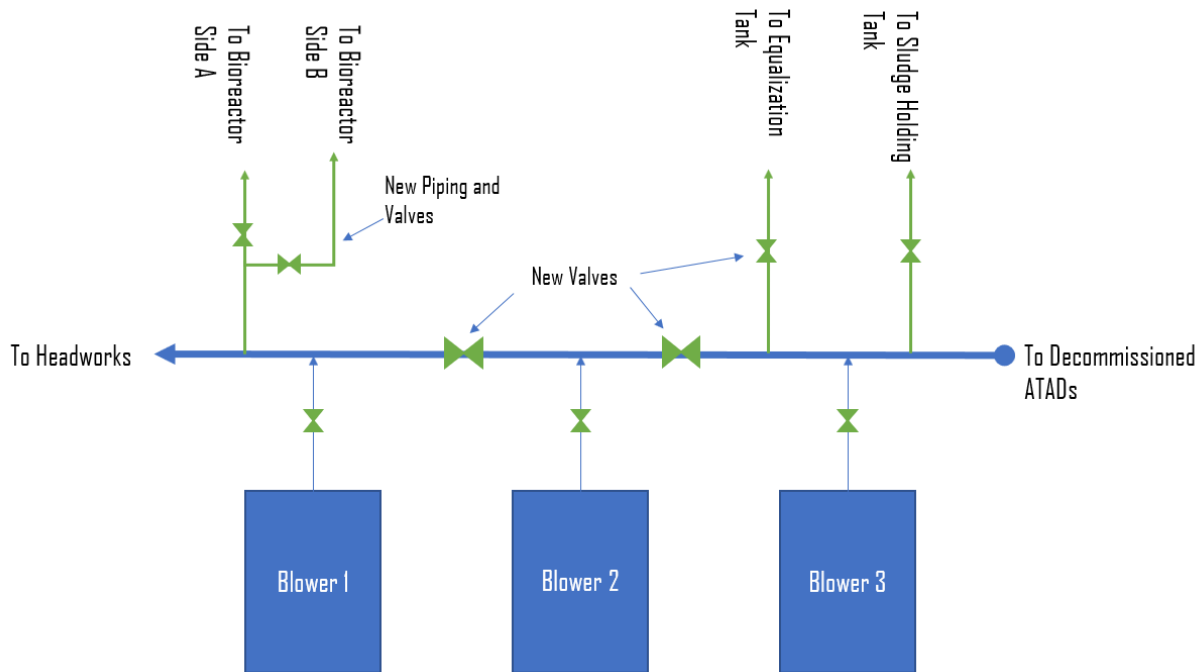 To Bioreactor
Side A
To Bioreactor
Side B
To Equalization
Tank
To Sludge Holding
Tank
New Piping and
Valves
New Valves
To Headworks
To Decommissioned
ATADs
Blower 1
Blower 2
Blower 3